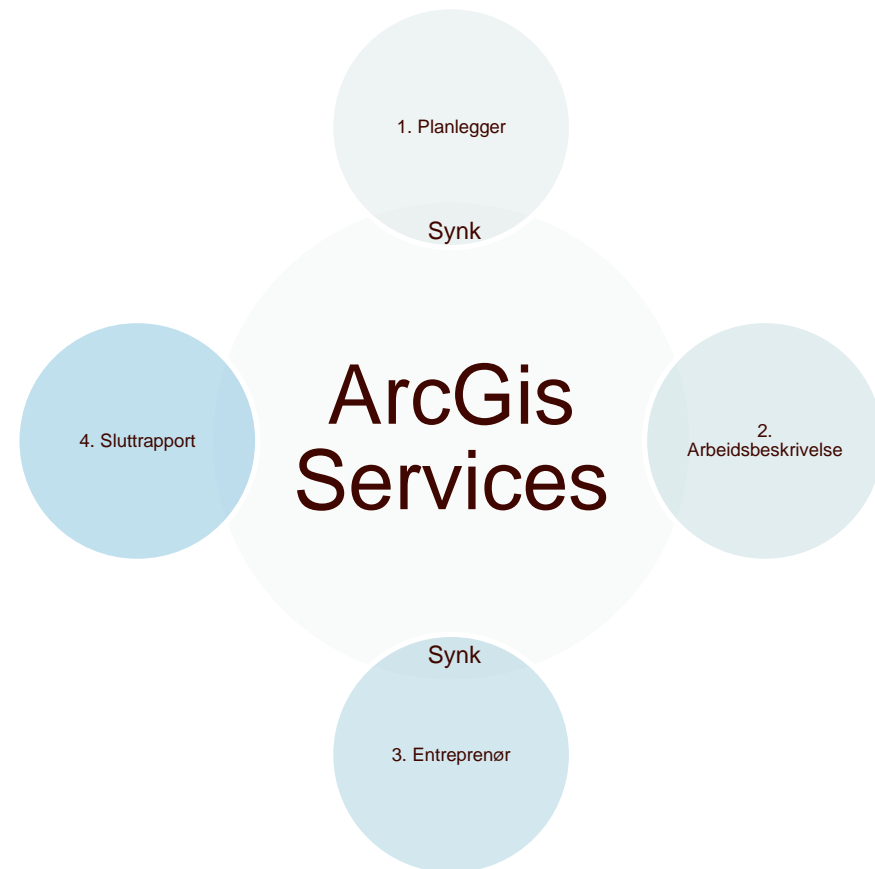 1. Planlegger
Synk
ArcGis
Services
4. Sluttrapport
2.
Arbeidsbeskrivelse
Synk
3. Entreprenør